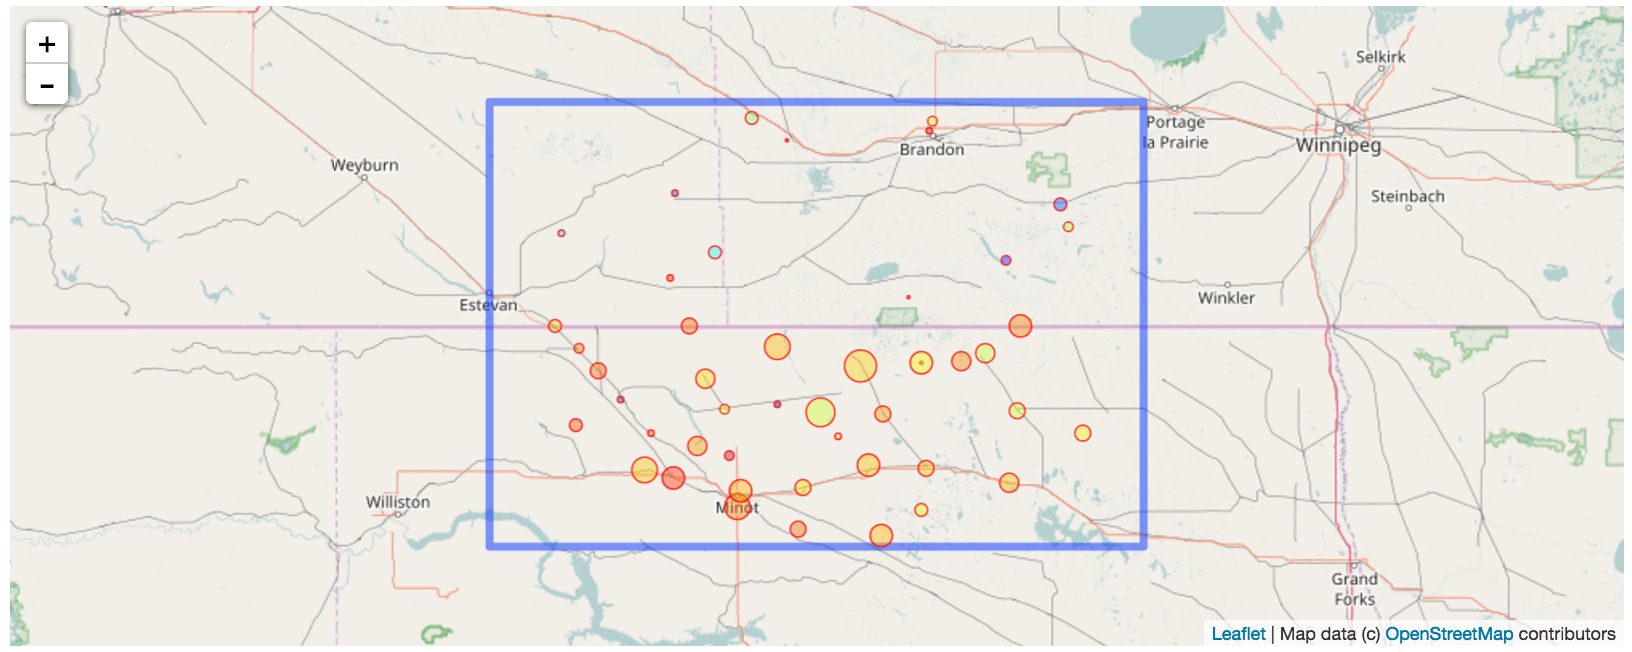 +
-
Selkirk
Portage
la Prairie
Winnipeg
Brandon
Weyburn
Steinbach
Estevan
Winkler
Williston
Minot
Grand
Forks
Leaflet | Map data (c) OpenStreetMap contributors